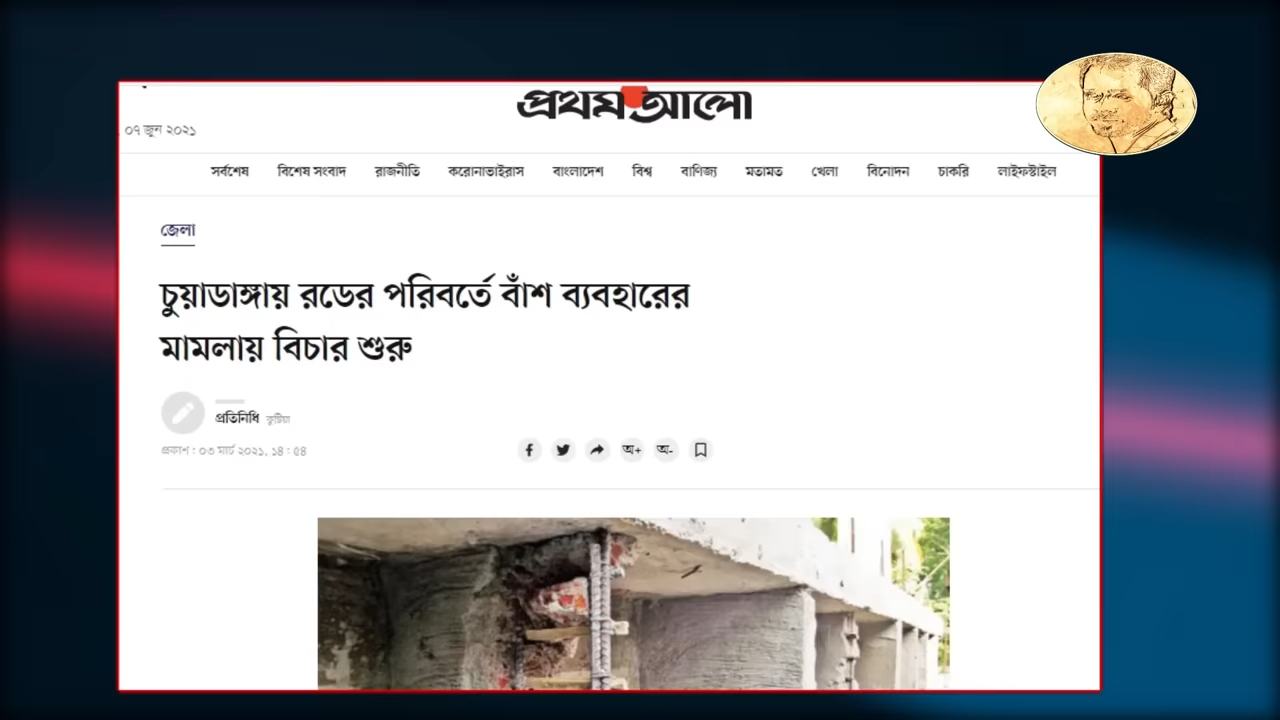 প্রথম আলো
০৭ জুন ২০২১
সর্বশেষ বিশেষ সংবাদ রাজনীতি করোনাভাইরাস বাংলাদেশ বিশ্ব বাণিজ্য মতামত খেলা বিনোদন চাকরি লাইফস্টাইল
জেলা
চুয়াডাঙ্গায় রডের পরিবর্তে বাঁশ ব্যবহারের
মামলায় বিচার শুরু
প্রতিনিধি কুষ্টিয়া
প্রকাশ : ০৩ মার্চ ২০২১, ১৪ : ৫৪
অ+ অ-